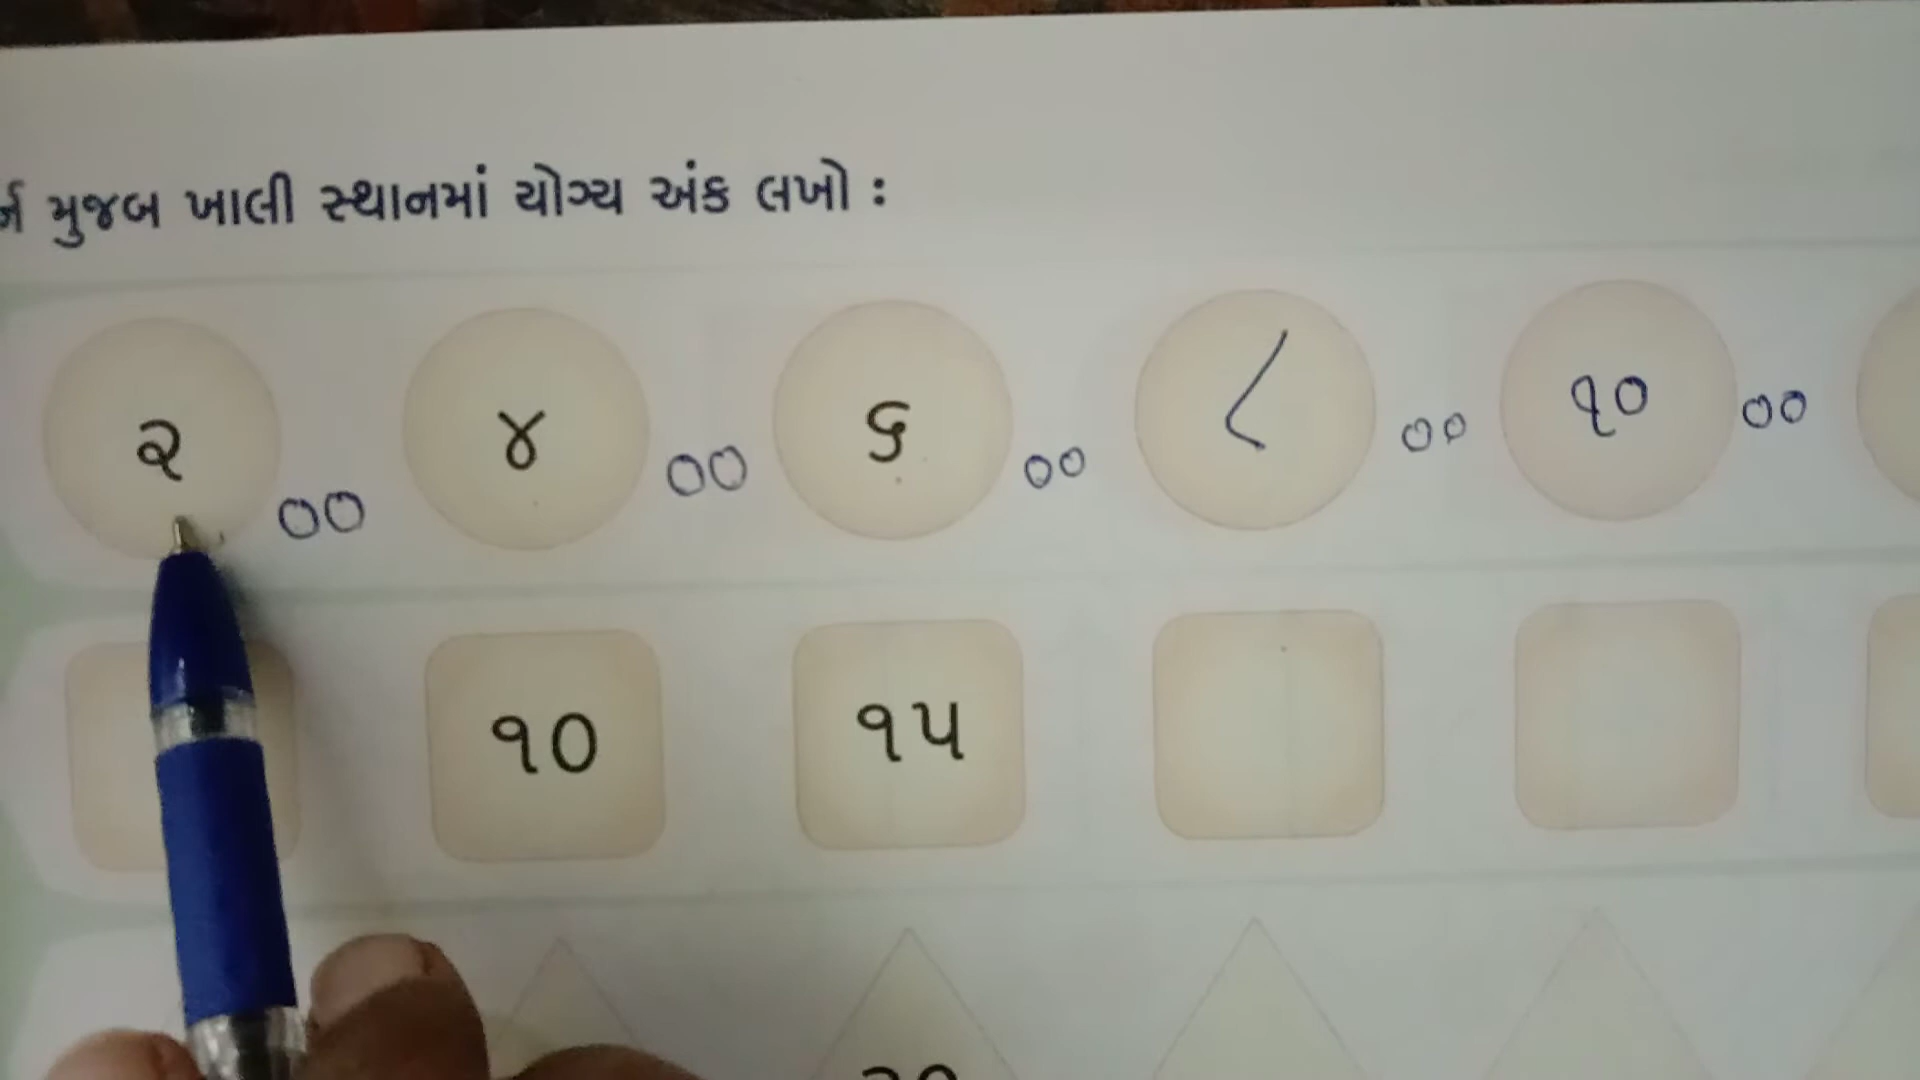 મુજબ ખાલી સ્થાનમાં યોગ્ય અંક લખો :
૨ ૦૦ ૪ ૦૦ ૬ ૦૦ ૮ ૦૦ ૧૦ ૦૦
૧૦ ૧૫